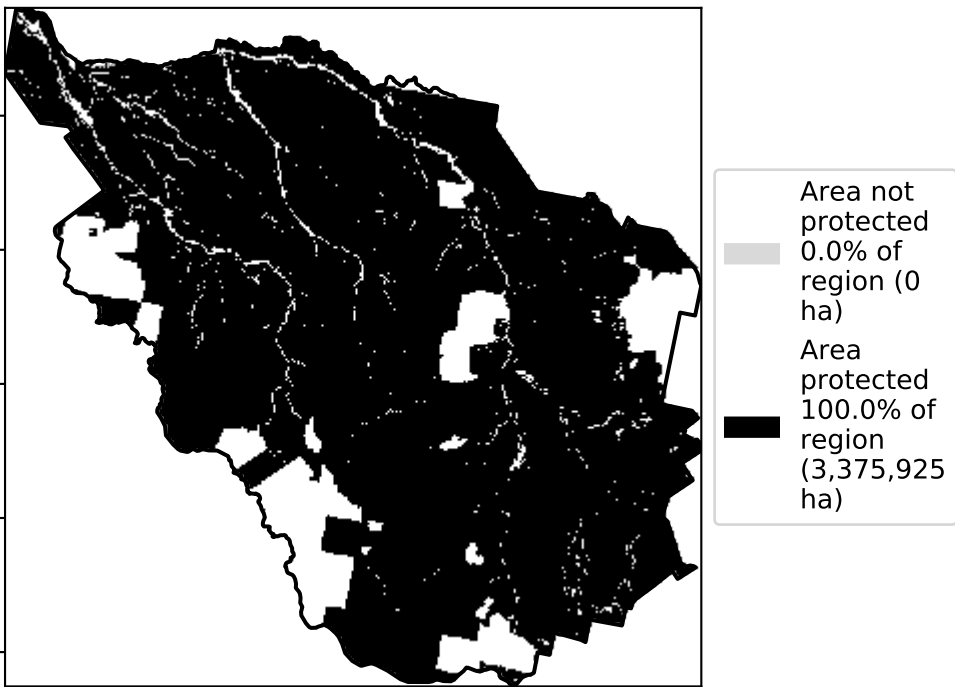 Area not
protected
0.0% of
region (0
ha)
Area
protected
100.0% of
region
(3,375,925
ha)